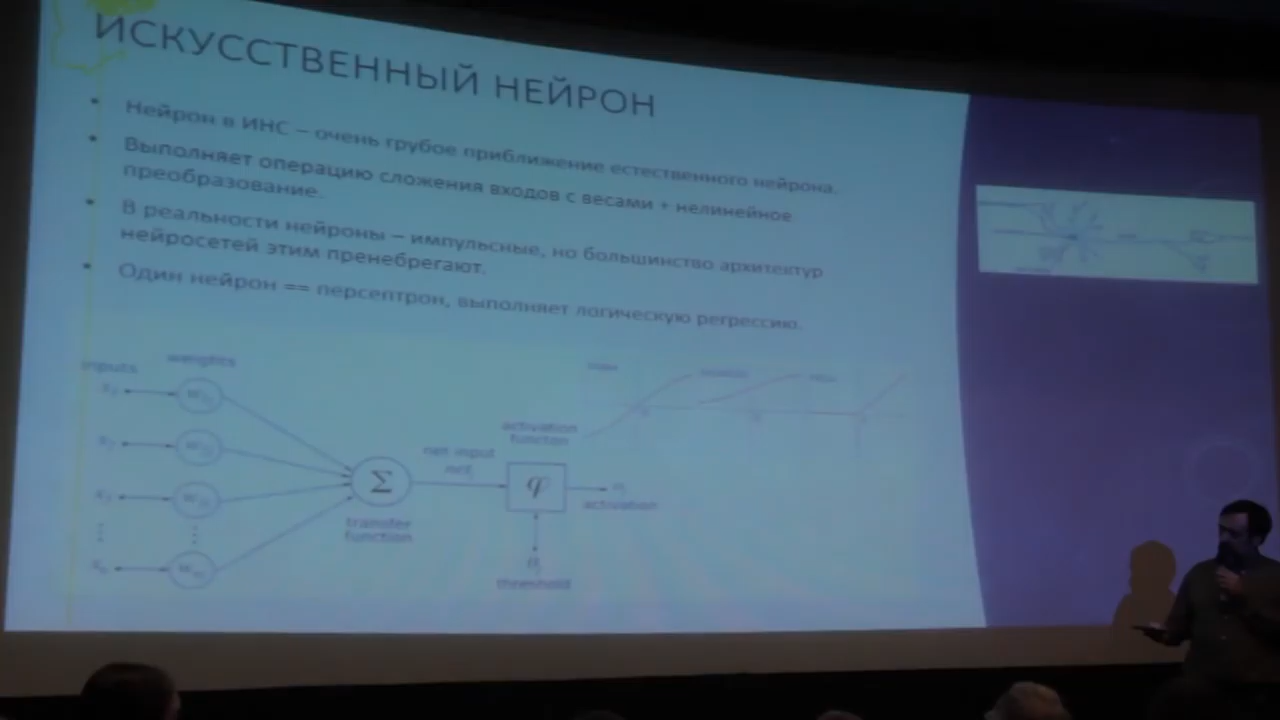 ИСКУССТВЕННЫЙ НЕЙРОН
Нейрон в ИНС – очень грубое приближение естественного нейрона.
Выполняет операцию сложения входов с весами + нелинейное
преобразование.
В реальности нейроны – импульсные, но большинство архитектур
нейросетей этим пренебрегают.
Один нейрон == персептрон, выполняет логическую регрессию.
weights
inputs
activation
function
net input
net
Σ
φ
activation
transfer
function
threshold